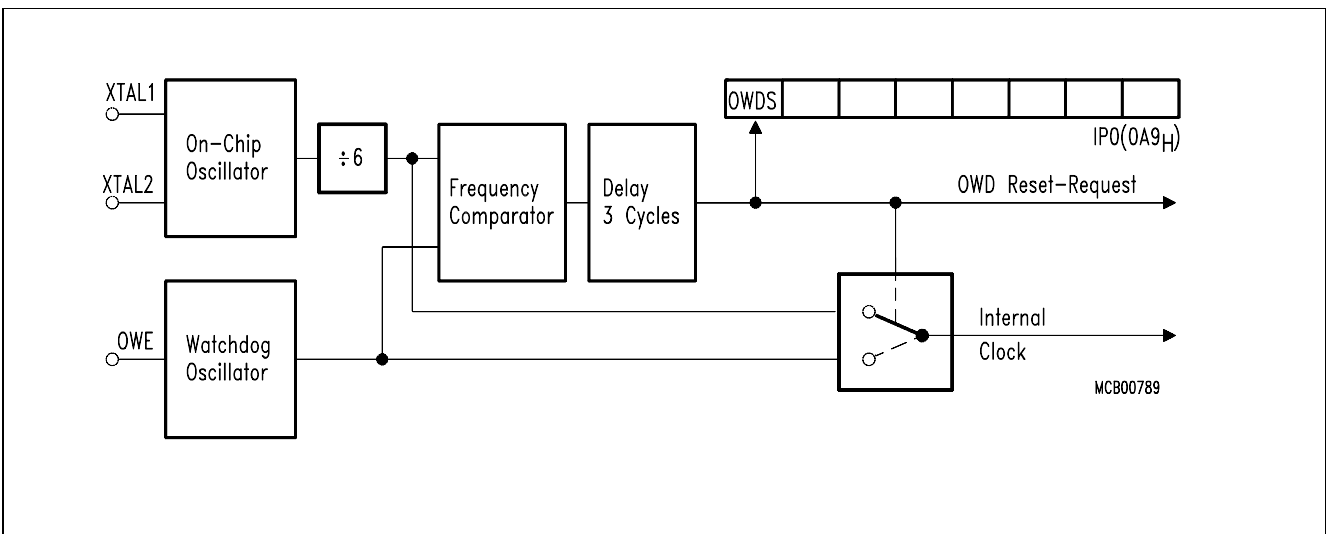 XTAL1
XTAL2
On-Chip
Oscillator
÷6
Frequency
Comparator
Delay
3 Cycles
OWDS
IP0(0A9H)
OWD Reset-Request
OWE
Watchdog
Oscillator
Internal
Clock
MCB00789